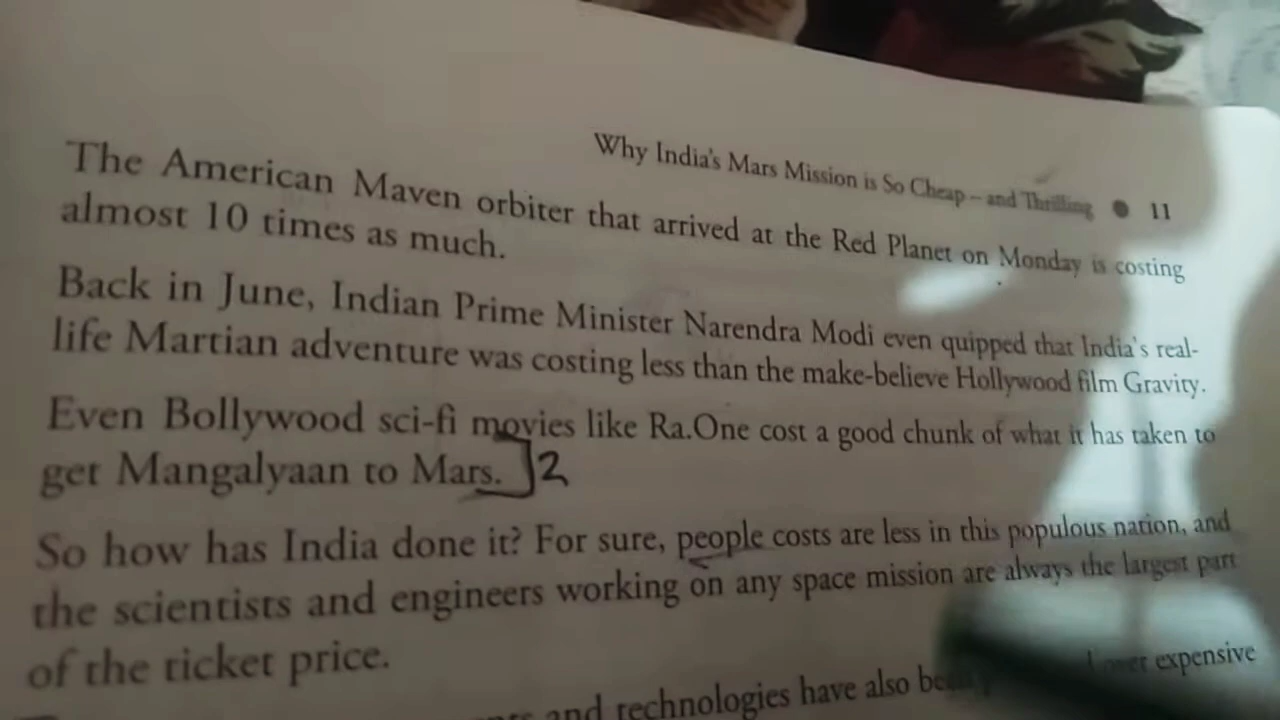 Why India's Mars Mission is So Cheap – and Thrilling ● 11
The American Maven orbiter that arrived at the Red Planet on Monday is costing
almost 10 times as much.
Back in June, Indian Prime Minister Narendra Modi even quipped that India's real-
life Martian adventure was costing less than the make-believe Hollywood film Gravity.
Even Bollywood sci-fi movies like Ra.One cost a good chunk of what it has taken to
get Mangalyaan to Mars. ]2
So how has India done it? For sure, people costs are less in this populous nation, and
the scientists and engineers working on any space mission are always the largest part
of the ticket price.
and technologies have also expensive